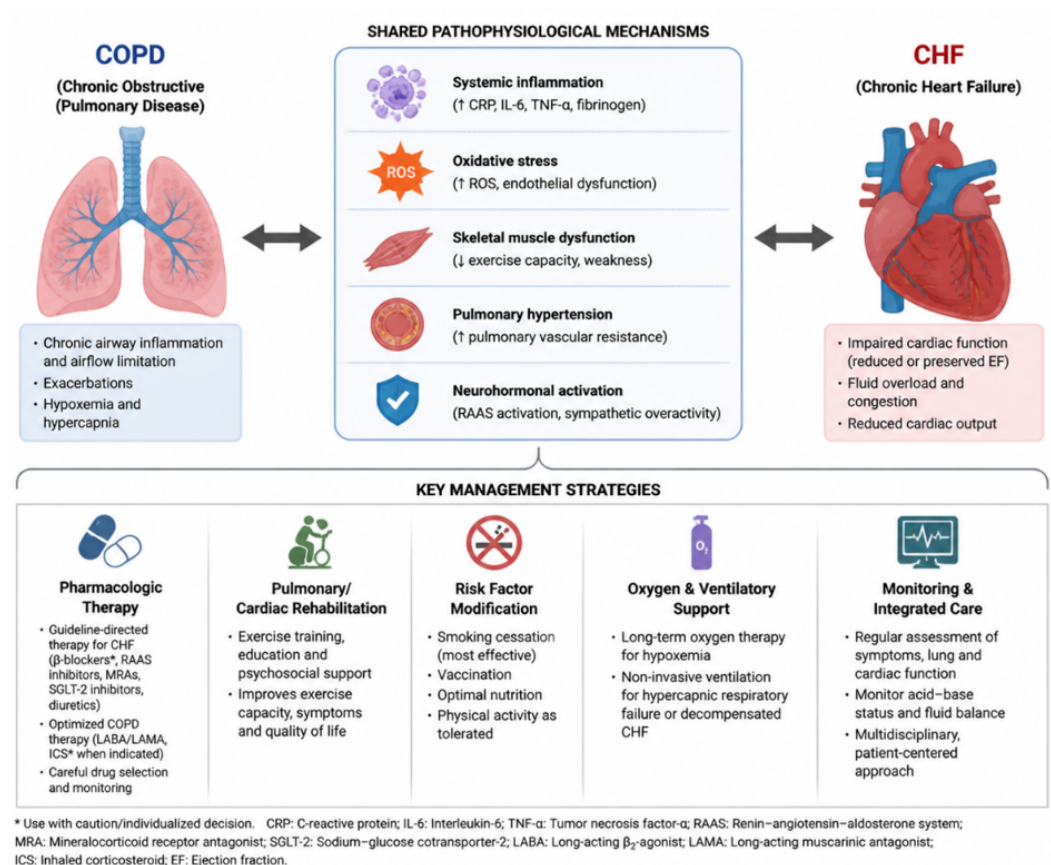 SHARED PATHOPHYSIOLOGICAL MECHANISMS
COPD
(Chronic Obstructive
(Pulmonary Disease)
Systemic inflammation
(↑ CRP, IL-6, TNF-α, fibrinogen)
ROS
Oxidative stress
(↑ ROS, endothelial dysfunction)
Skeletal muscle dysfunction
(↓ exercise capacity, weakness)
Pulmonary hypertension
(↑ pulmonary vascular resistance)
Neurohormonal activation
(RAAS activation, sympathetic overactivity)
CHF
(Chronic Heart Failure)
• Chronic airway inflammation
and airflow limitation
• Exacerbations
• Hypoxemia and
hypercapnia
• Impaired cardiac function
(reduced or preserved EF)
• Fluid overload and
congestion
• Reduced cardiac output
KEY MANAGEMENT STRATEGIES
Pharmacologic
Therapy
• Guideline-directed
therapy for CHF
(β-blockers*, RAAS
inhibitors, MRAs,
SGLT-2 inhibitors,
diuretics)
• Optimized COPD
therapy (LABA/LAMA,
ICS* when indicated)
• Careful drug selection
and monitoring
Pulmonary/
Cardiac Rehabilitation
• Exercise training,
education and
psychosocial support
• Improves exercise
capacity, symptoms
and quality of life
Risk Factor
Modification
• Smoking cessation
(most effective)
• Vaccination
• Optimal nutrition
• Physical activity as
tolerated
Oxygen & Ventilatory
Support
• Long-term oxygen therapy
for hypoxemia
• Non-invasive ventilation
for hypercapnic respiratory
failure or decompensated
CHF
Monitoring &
Integrated Care
• Regular assessment of
symptoms, lung and
cardiac function
• Monitor acid–base
status and fluid balance
• Multidisciplinary,
patient-centered
approach
* Use with caution/individualized decision. CRP: C-reactive protein; IL-6: Interleukin-6; TNF-α: Tumor necrosis factor-α; RAAS: Renin–angiotensin–aldosterone system;
MRA: Mineralocorticoid receptor antagonist; SGLT-2: Sodium–glucose cotransporter-2; LABA: Long-acting β₂-agonist; LAMA: Long-acting muscarinic antagonist;
ICS: Inhaled corticosteroid; EF: Ejection fraction.